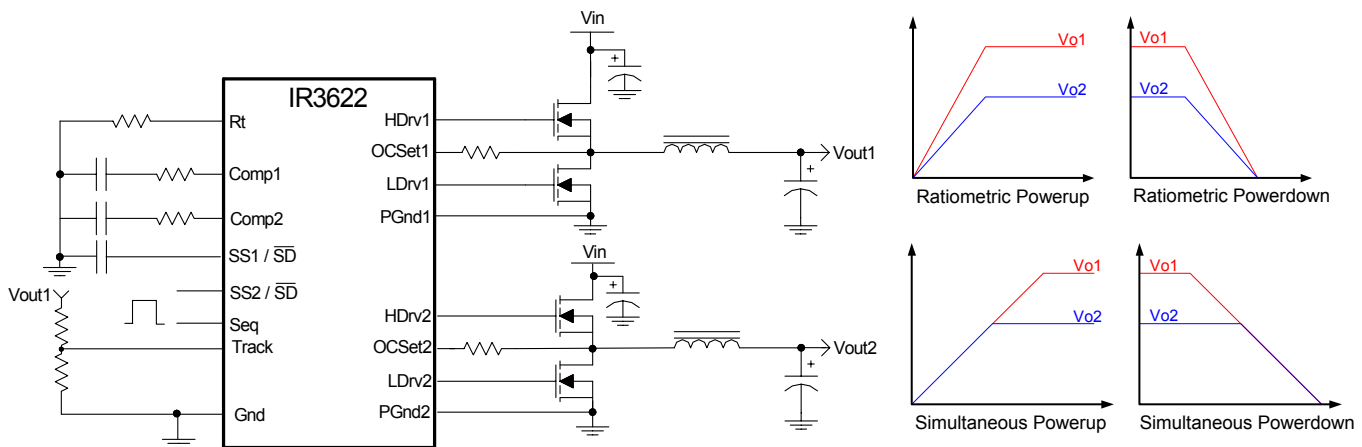 IR3622
Rt
Comp1
Comp2
SS1 / SD
SS2 / SD
Seq
Track
Gnd
Vout1
HDrv1
OCSet1
LDrv1
PGnd1
HDrv2
OCSet2
LDrv2
PGnd2
Vin
+
+
Vout1
Vin
+
+
Vout2
Vo1
Vo2
Ratiometric Powerup
Vo1
Vo2
Ratiometric Powerdown
Vo1
Vo2
Simultaneous Powerup
Vo1
Vo2
Simultaneous Powerdown